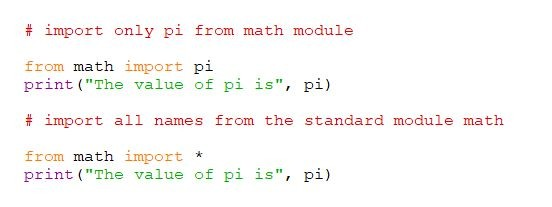 # import only pi from math module
from math import pi
print("The value of pi is", pi)
# import all names from the standard module math
from math import *
print("The value of pi is", pi)